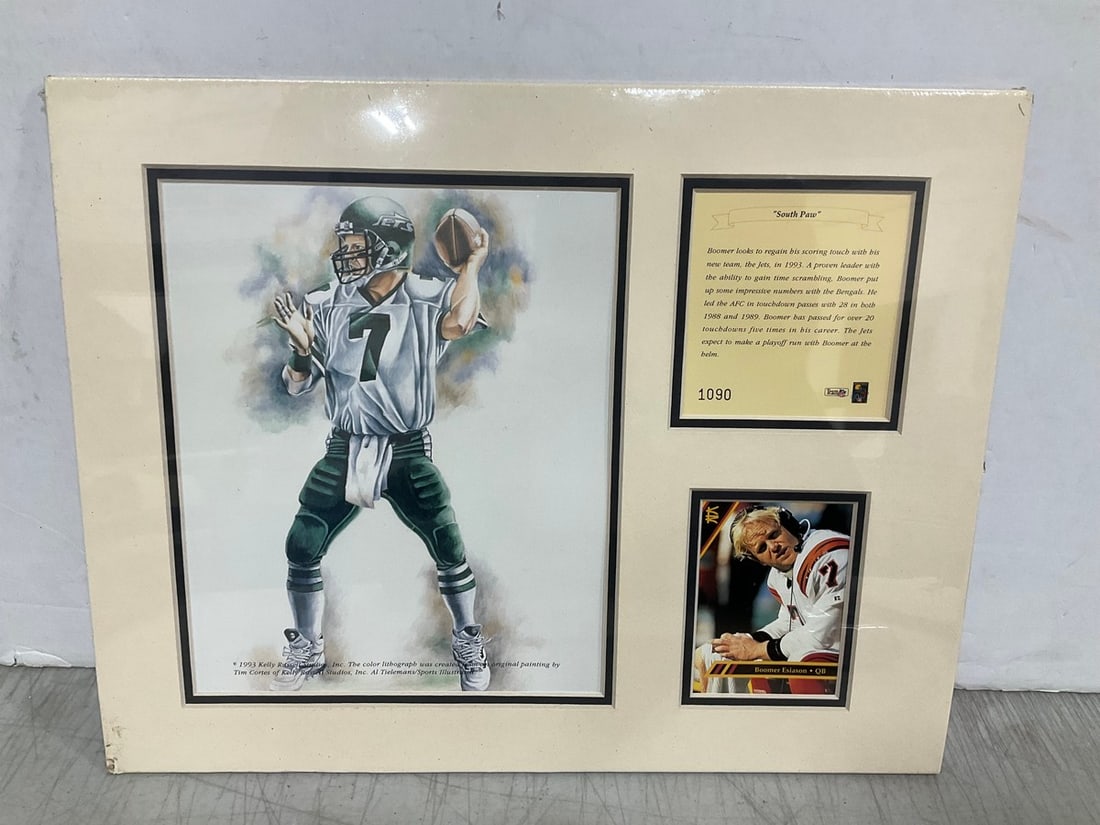 "South Paw"
Boomer looks to regain his scoring touch with his
new team, the Jets, in 1993. A proven leader with
the ability to gain time scrambling, Boomer put
up some impressive numbers with the Bengals. He
led the AFC in touchdown passes with 28 in both
1988 and 1989. Boomer has passed for over 20
touchdowns five times in his career. The Jets
expect to make a playoff run with Boomer at the
helm.
1090
7
7
Boomer Esiason • QB
© 1993 Kelly Russell Studios, Inc. The color lithograph was created original painting by
Tim Cortes of Kelly Russell Studios, Inc. Al Tielemans/Sports Illustrated